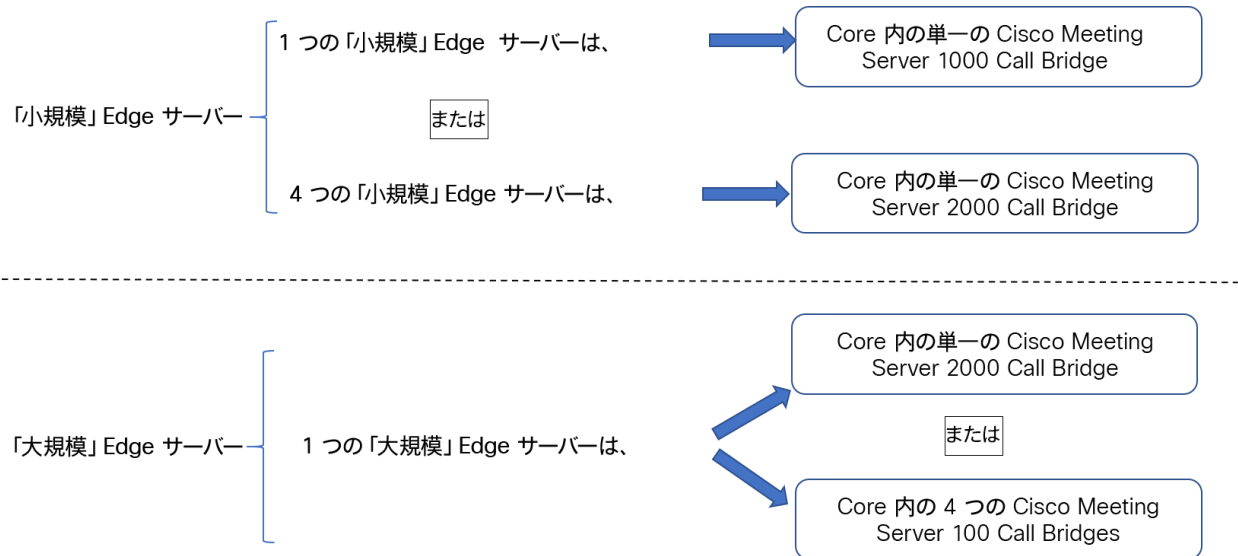 1 つの「小規模」Edge サーバーは、
Core 内の単一の Cisco Meeting
Server 1000 Call Bridge
「小規模」Edge サーバー
または
4 つの「小規模」Edge サーバーは、
Core 内の単一の Cisco Meeting
Server 2000 Call Bridge
Core 内の単一の Cisco Meeting
Server 2000 Call Bridge
「大規模」Edge サーバー
1 つの「大規模」Edge サーバーは、
または
Core 内の 4 つの Cisco Meeting
Server 100 Call Bridges